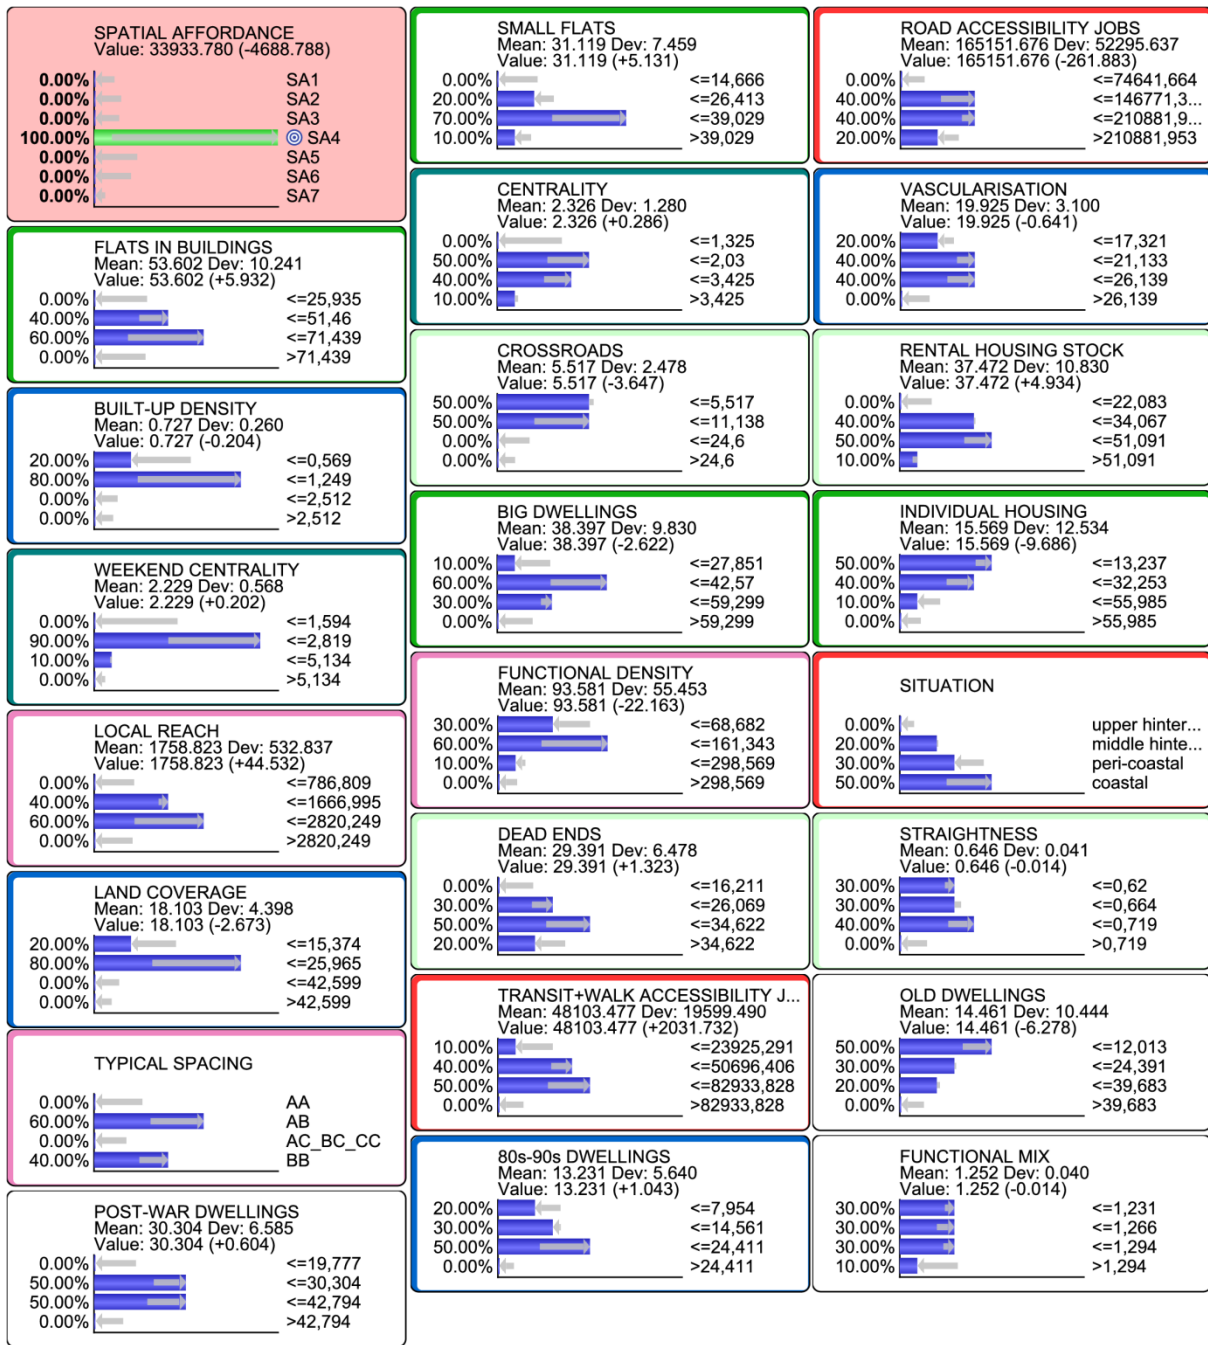 SPATIAL AFFORDANCE
Value: 33933.780 (-4688.788)
0.00% SA1
0.00% SA2
0.00% SA3
100.00% SA4
0.00% SA5
0.00% SA6
0.00% SA7
FLATS IN BUILDINGS
Mean: 53.602 Dev: 10.241
Value: 53.602 (+5.932)
0.00% <=25,935
40.00% <=51,46
60.00% <=71,439
0.00% >71,439
BUILT-UP DENSITY
Mean: 0.727 Dev: 0.260
Value: 0.727 (-0.204)
20.00% <=0,569
80.00% <=1,249
0.00% <=2,512
0.00% >2,512
WEEKEND CENTRALITY
Mean: 2.229 Dev: 0.568
Value: 2.229 (+0.202)
0.00% <=1,594
90.00% <=2,819
10.00% <=5,134
0.00% >5,134
LOCAL REACH
Mean: 1758.823 Dev: 532.837
Value: 1758.823 (+44.532)
0.00% <=786,809
40.00% <=1666,995
60.00% <=2820,249
0.00% >2820,249
LAND COVERAGE
Mean: 18.103 Dev: 4.398
Value: 18.103 (-2.673)
20.00% <=15,374
80.00% <=25,965
0.00% <=42,599
0.00% >42,599
TYPICAL SPACING
0.00% AA
60.00% AB
0.00% AC_BC_CC
40.00% BB
POST-WAR DWELLINGS
Mean: 30.304 Dev: 6.585
Value: 30.304 (+0.604)
0.00% <=19,777
50.00% <=30,304
50.00% <=42,794
0.00% >42,794
SMALL FLATS
Mean: 31.119 Dev: 7.459
Value: 31.119 (+5.131)
0.00% <=14,666
20.00% <=26,413
70.00% <=39,029
10.00% >39,029
CENTRALITY
Mean: 2.326 Dev: 1.280
Value: 2.326 (+0.286)
0.00% <=1,325
50.00% <=2,03
40.00% <=3,425
10.00% >3,425
CROSSROADS
Mean: 5.517 Dev: 2.478
Value: 5.517 (-3.647)
50.00% <=5,517
50.00% <=11,138
0.00% <=24,6
0.00% >24,6
BIG DWELLINGS
Mean: 38.397 Dev: 9.830
Value: 38.397 (-2.622)
10.00% <=27,851
60.00% <=42,57
30.00% <=59,299
0.00% >59,299
FUNCTIONAL DENSITY
Mean: 93.581 Dev: 55.453
Value: 93.581 (-22.163)
30.00% <=68,682
60.00% <=161,343
10.00% <=298,569
0.00% >298,569
DEAD ENDS
Mean: 29.391 Dev: 6.478
Value: 29.391 (+1.323)
0.00% <=16,211
30.00% <=26,069
50.00% <=34,622
20.00% >34,622
TRANSIT+WALK ACCESSIBILITY J...
Mean: 48103.477 Dev: 19599.490
Value: 48103.477 (+2031.732)
10.00% <=23925,291
40.00% <=50696,406
50.00% <=82933,828
0.00% >82933,828
80s-90s DWELLINGS
Mean: 13.231 Dev: 5.640
Value: 13.231 (+1.043)
20.00% <=7,954
30.00% <=14,561
50.00% <=24,411
0.00% >24,411
ROAD ACCESSIBILITY JOBS
Mean: 165151.676 Dev: 52295.637
Value: 165151.676 (-261.883)
0.00% <=74641,664
40.00% <=146771,3...
40.00% <=210881,9...
20.00% >210881,953
VASCULARISATION
Mean: 19.925 Dev: 3.100
Value: 19.925 (-0.641)
20.00% <=17,321
40.00% <=21,133
40.00% <=26,139
0.00% >26,139
RENTAL HOUSING STOCK
Mean: 37.472 Dev: 10.830
Value: 37.472 (+4.934)
0.00% <=22,083
40.00% <=34,067
50.00% <=51,091
10.00% >51,091
INDIVIDUAL HOUSING
Mean: 15.569 Dev: 12.534
Value: 15.569 (-9.686)
50.00% <=13,237
40.00% <=32,253
10.00% <=55,985
0.00% >55,985
SITUATION
0.00% upper hinter...
20.00% middle hinte...
30.00% peri-coastal
50.00% coastal
STRAIGHTNESS
Mean: 0.646 Dev: 0.041
Value: 0.646 (-0.014)
30.00% <=0,62
30.00% <=0,664
40.00% <=0,719
0.00% >0,719
OLD DWELLINGS
Mean: 14.461 Dev: 10.444
Value: 14.461 (-6.278)
50.00% <=12,013
30.00% <=24,391
20.00% <=39,683
0.00% >39,683
FUNCTIONAL MIX
Mean: 1.252 Dev: 0.040
Value: 1.252 (-0.014)
30.00% <=1,231
30.00% <=1,266
30.00% <=1,294
10.00% >1,294